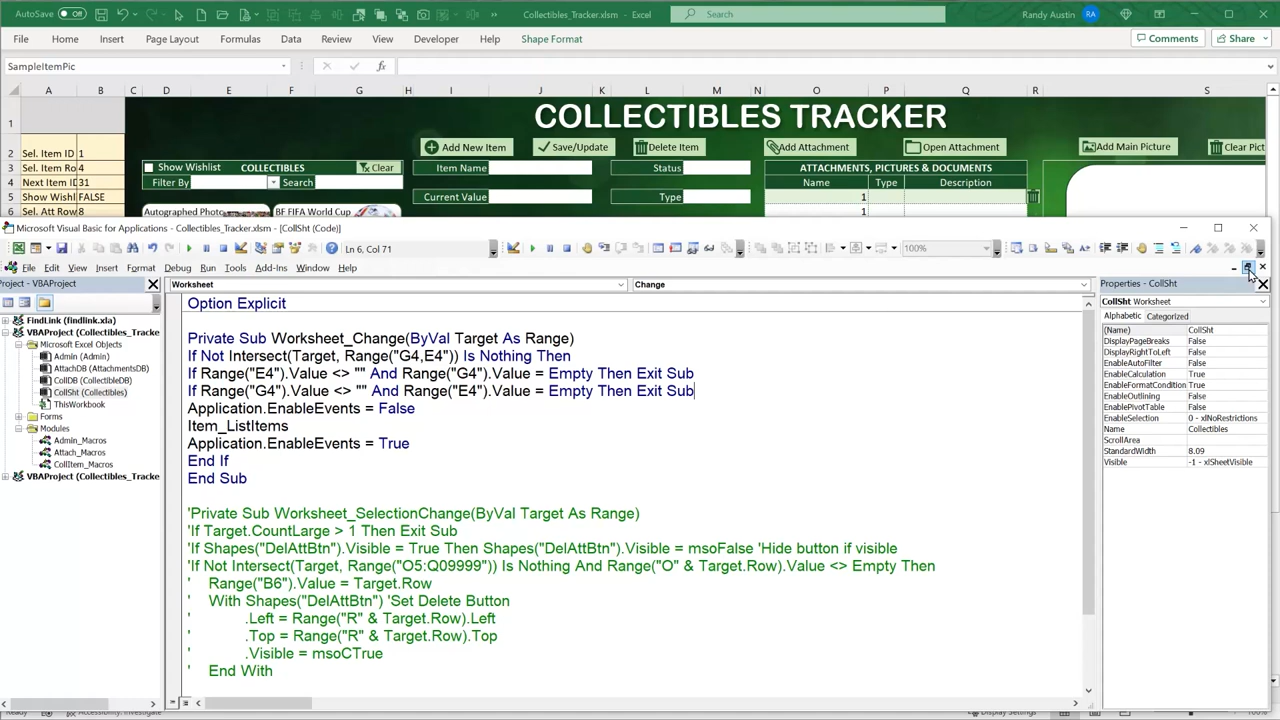 AutoSave Off Collectibles_Tracker.xlsm - Excel Search Randy Austin RA
File Home Insert Page Layout Formulas Data Review View Developer Help Shape Format Comments Share
SampleItemPic fx
A B C D E F G H I J K L M N O P Q R S
1 COLLECTIBLES TRACKER
Add New Item Save/Update Delete Item Add Attachment Open Attachment Add Main Picture Clear Pict
2 Sel. Item ID 1
3 Sel. Item Ro 4 Show Wishlist COLLECTIBLES Clear Item Name Status ATTACHMENTS, PICTURES & DOCUMENTS
4 Next Item ID 31 Filter By Search Name Type Description
5 Show Wishl FALSE Current Value Type 1
6 Sel. Att Row 8 Autographed Photo BF FIFA World Cup 1
Microsoft Visual Basic for Applications - Collectibles_Tracker.xlsm - [CollSht (Code)]
Ln 6, Col 71 100%
File Edit View Insert Format Debug Run Tools Add-Ins Window Help
Project - VBAProject
FindLink (findlink.xla)
VBAProject (Collectibles_Tracke
Microsoft Excel Objects
Admin (Admin)
AttachDB (AttachmentsDB)
CollDB (CollectibleDB)
CollSht (Collectibles)
ThisWorkbook
Forms
Modules
Admin_Macros
Attach_Macros
CollItem_Macros
VBAProject (Collectibles_Tracke
Worksheet Change
Option Explicit
Private Sub Worksheet_Change(ByVal Target As Range)
If Not Intersect(Target, Range("G4,E4")) Is Nothing Then
If Range("E4").Value <> "" And Range("G4").Value = Empty Then Exit Sub
If Range("G4").Value <> "" And Range("E4").Value = Empty Then Exit Sub
Application.EnableEvents = False
Item_ListItems
Application.EnableEvents = True
End If
End Sub
'Private Sub Worksheet_SelectionChange(ByVal Target As Range)
'If Target.CountLarge > 1 Then Exit Sub
'If Shapes("DelAttBtn").Visible = True Then Shapes("DelAttBtn").Visible = msoFalse 'Hide button if visible
'If Not Intersect(Target, Range("O5:Q09999")) Is Nothing And Range("O" & Target.Row).Value <> Empty Then
' Range("B6").Value = Target.Row
' With Shapes("DelAttBtn") 'Set Delete Button
' .Left = Range("R" & Target.Row).Left
' .Top = Range("R" & Target.Row).Top
' .Visible = msoCTrue
' End With
Properties - CollSht
CollSht Worksheet
Alphabetic Categorized
(Name) CollSht
DisplayPageBreaks False
DisplayRightToLeft False
EnableAutoFilter False
EnableCalculation True
EnableFormatCondition True
EnableOutlining False
EnablePivotTable False
EnableSelection 0 - xlNoRestrictions
Name Collectibles
ScrollArea
StandardWidth 8.09
Visible -1 - xlSheetVisible